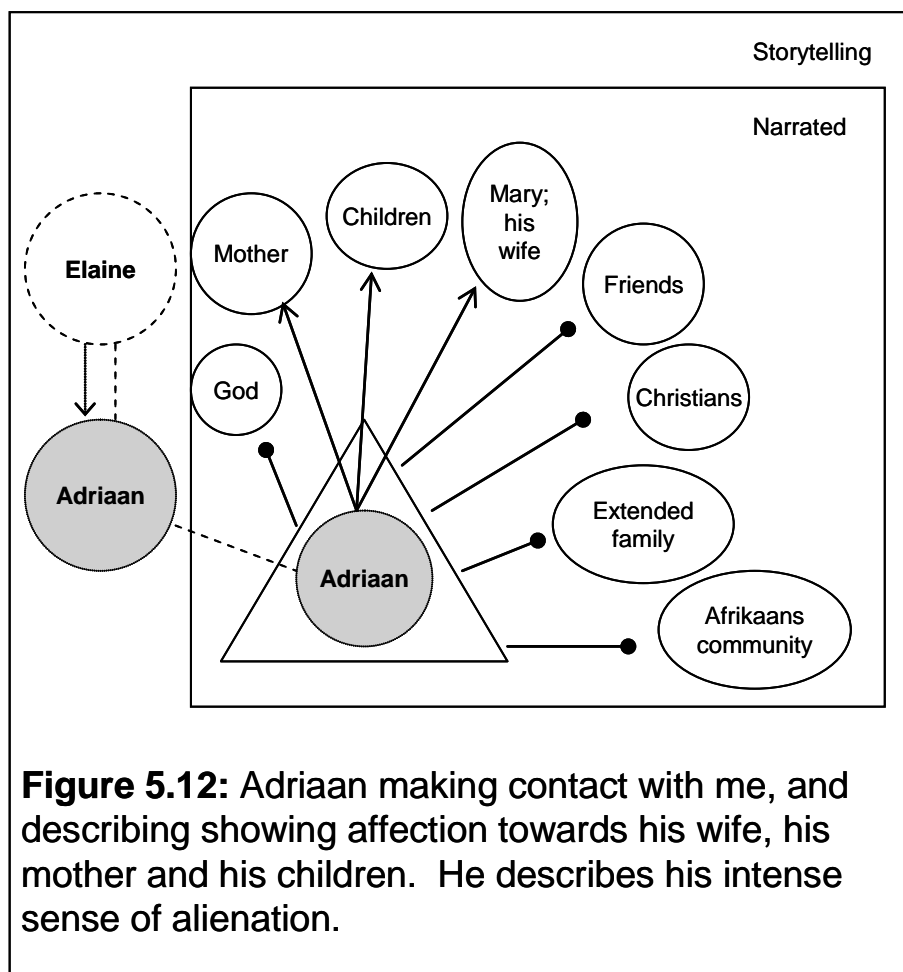 Storytelling
Narrated
Mary;
his
wife
Children
Mother
Elaine
Friends
God
Christians
Adriaan
Extended
family
Adriaan
Afrikaans
community
Figure 5.12: Adriaan making contact with me, and
describing showing affection towards his wife, his
mother and his children.  He describes his intense
sense of alienation.